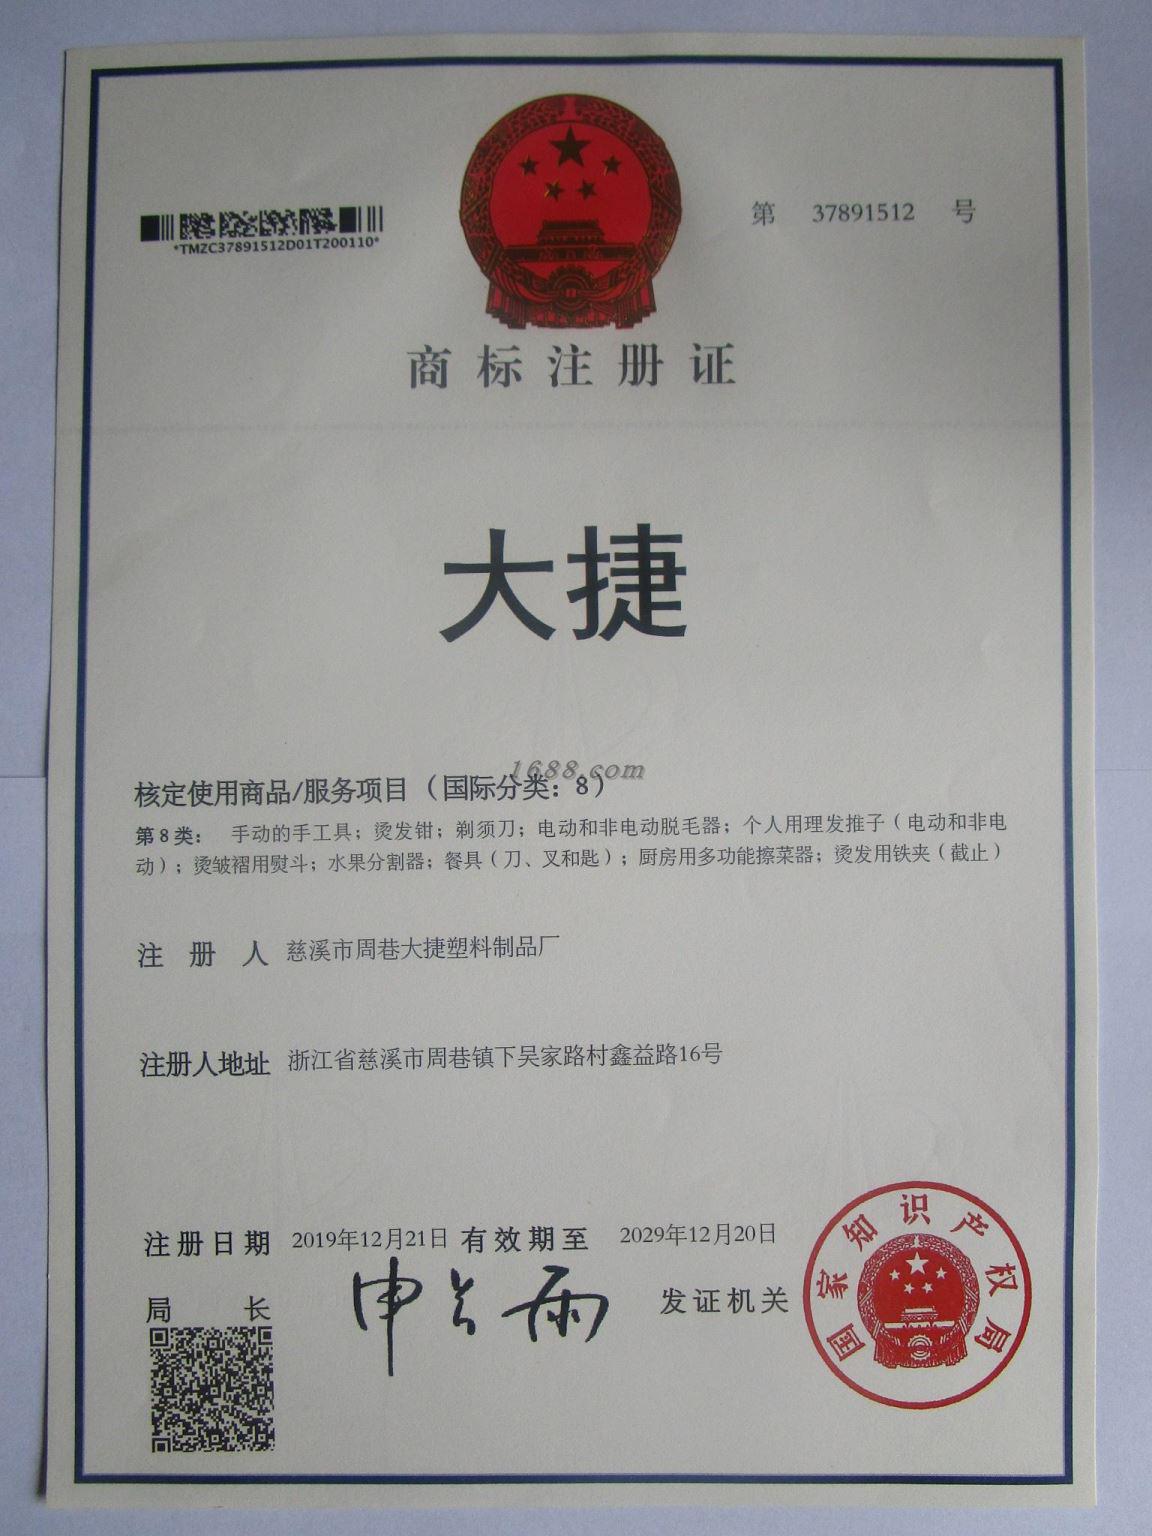 第 37891512 号
*TMZC37891512D01T200110*
商标注册证
大捷
1688.com
核定使用商品/服务项目（国际分类：8）
第8类： 手动的手工具；烫发钳；剃须刀；电动和非电动脱毛器；个人用理发推子（电动和非电
动）；烫皱褶用熨斗；水果分割器；餐具（刀、叉和匙）；厨房用多功能擦菜器；烫发用铁夹（截止）
注册人 慈溪市周巷大捷塑料制品厂
注册人地址 浙江省慈溪市周巷镇下吴家路村鑫益路16号
注册日期 2019年12月21日 有效期至 2029年12月20日
局长 申长雨 发证机关
国家知识产权局